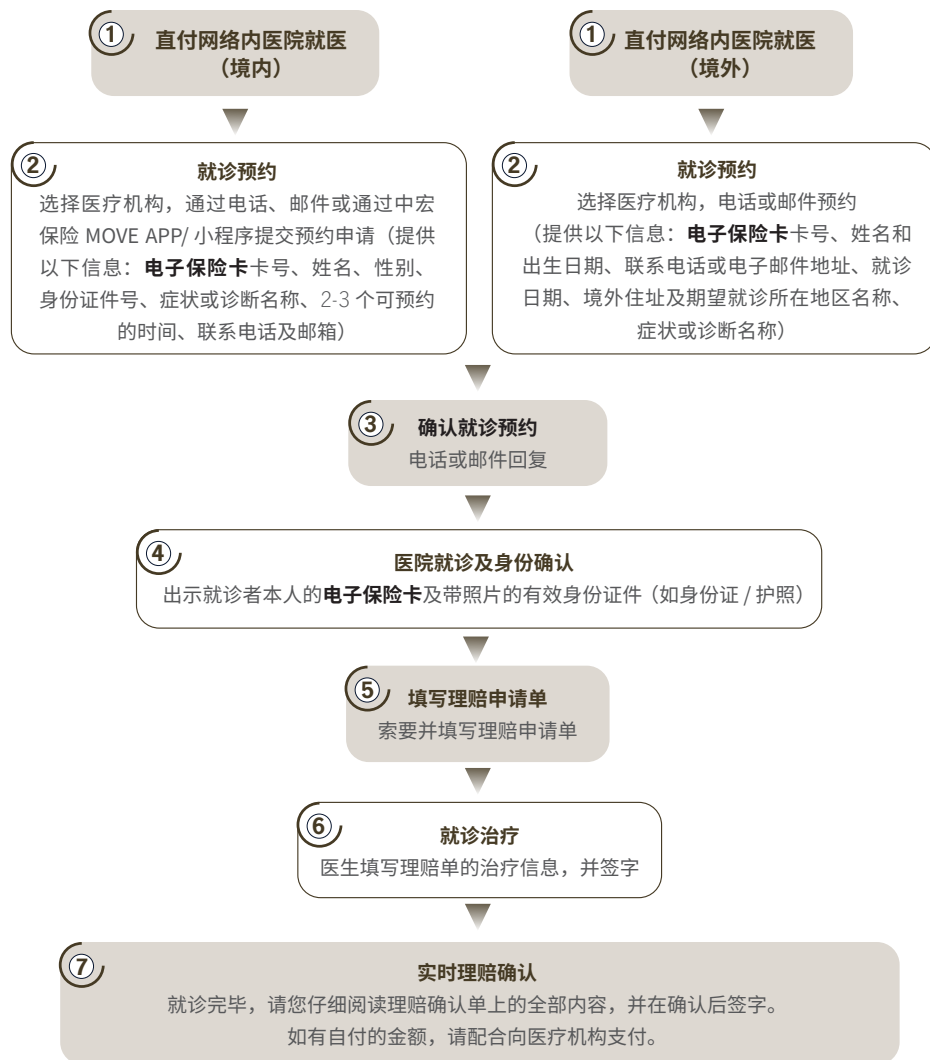 ①
直付网络内医院就医
（境内）
②
就诊预约
选择医疗机构，通过电话、邮件或通过中宏
保险 MOVE APP/ 小程序提交预约申请（提供
以下信息：电子保险卡卡号、姓名、性别、
身份证件号、症状或诊断名称、2-3 个可预约
的时间、联系电话及邮箱）
①
直付网络内医院就医
（境外）
②
就诊预约
选择医疗机构，电话或邮件预约
（提供以下信息：电子保险卡卡号、姓名和
出生日期、联系电话或电子邮件地址、就诊
日期、境外住址及期望就诊所在地区名称、
症状或诊断名称）
③
确认就诊预约
电话或邮件回复
④
医院就诊及身份确认
出示就诊者本人的电子保险卡及带照片的有效身份证件（如身份证 / 护照）
⑤
填写理赔申请单
索要并填写理赔申请单
⑥
就诊治疗
医生填写理赔单的治疗信息，并签字
⑦
实时理赔确认
就诊完毕，请您仔细阅读理赔确认单上的全部内容，并在确认后签字。
如有自付的金额，请配合向医疗机构支付。